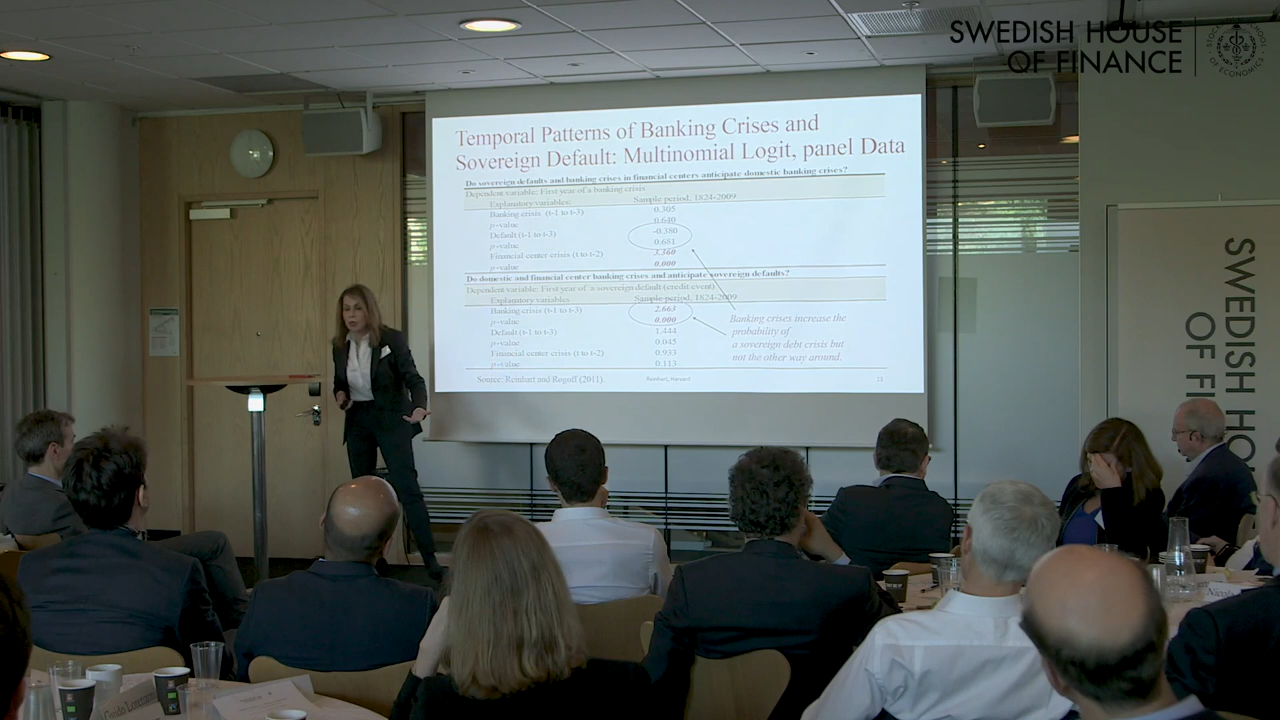 SWEDISH HOUSE
OF FINANCE
Temporal Patterns of Banking Crises and
Sovereign Default: Multinomial Logit, panel Data
Do sovereign defaults and banking crises in financial centers anticipate domestic banking crises?
Dependent variable: First year of a banking crisis
Explanatory variables: Sample period, 1824-2009
Banking crisis (t-1 to t-3) 0.305
p-value 0.640
Default (t-1 to t-3) -0.380
p-value 0.681
Financial center crisis (t to t-2) 3.360
p-value 0.000
Do domestic and financial center banking crises and anticipate sovereign defaults?
Dependent variable: First year of a sovereign default (credit event)
Explanatory variables Sample period, 1824-2009
Banking crisis (t-1 to t-3) 2.663
p-value 0.000
Default (t-1 to t-3) 1.444
p-value 0.045
Financial center crisis (t to t-2) 0.933
p-value 0.113
Banking crises increase the
probability of
a sovereign debt crisis but
not the other way around.
Source: Reinhart and Rogoff (2011). Reinhart, Harvard
SWEDISH HO
OF FI